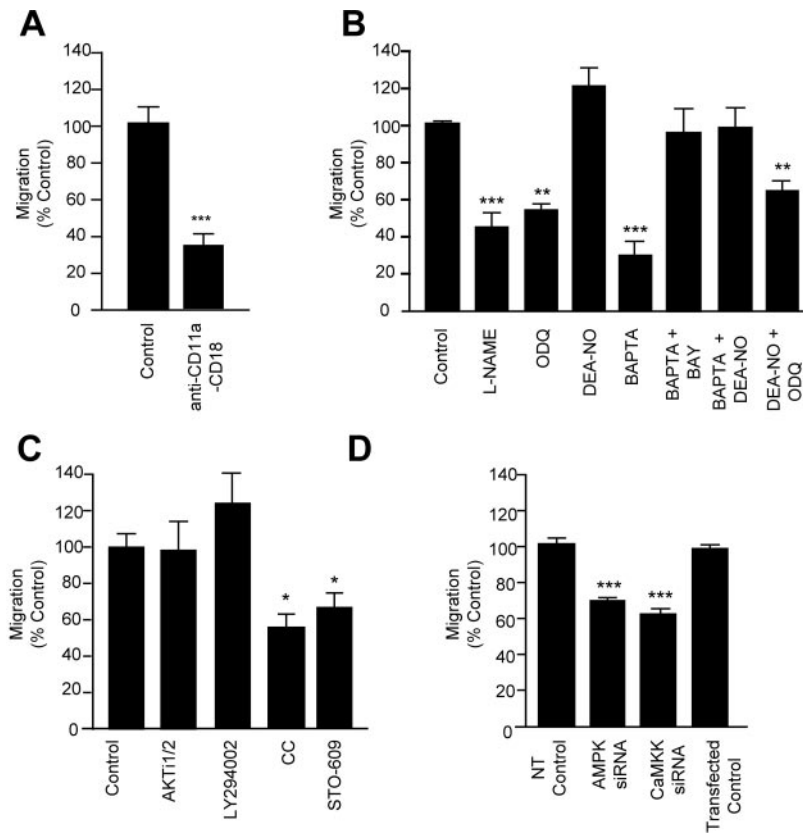 A
Migration
(% Control)
140
120
100
80
60
40
20
0
***
Control
anti-CD11a
-CD18
B
Migration
(% Control)
140
120
100
80
60
40
20
0
***
**
***
**
Control
L-NAME
ODQ
DEA-NO
BAPTA
BAPTA +
BAY
BAPTA +
DEA-NO
DEA-NO +
ODQ
C
Migration
(% Control)
140
120
100
80
60
40
20
0
*
*
Control
AKTi1/2
LY294002
CC
STO-609
D
Migration
(% Control)
140
120
100
80
60
40
20
0
***
***
NT
Control
AMPK
siRNA
CaMKK
siRNA
Transfected
Control